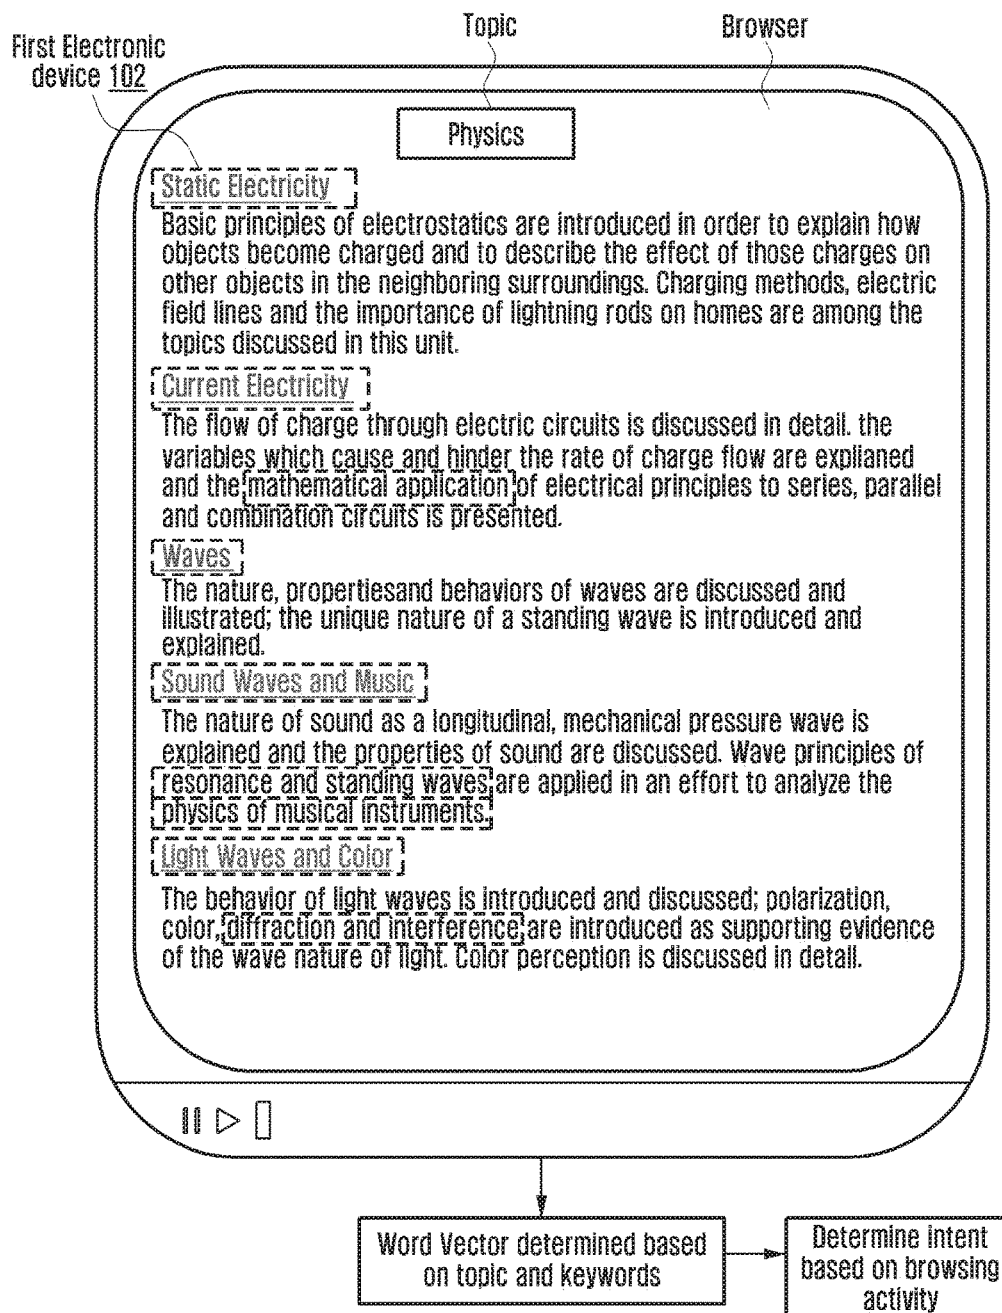 Topic
Browser
First Electronic
device 102
Physics
Static Electricity
Basic principles of electrostatics are introduced in order to explain how
objects become charged and to describe the effect of those charges on
other objects in the neighboring surroundings. Charging methods, electric
field lines and the importance of lightning rods on homes are among the
topics discussed in this unit.
Current Electricity
The flow of charge through electric circuits is discussed in detail. the
variables which cause and hinder the rate of charge flow are explianed
and the mathematical application of electrical principles to series, parallel
and combination circuits is presented.
Waves
The nature, propertiesand behaviors of waves are discussed and
illustrated; the unique nature of a standing wave is introduced and
explained.
Sound Waves and Music
The nature of sound as a longitudinal, mechanical pressure wave is
explained and the properties of sound are discussed. Wave principles of
resonance and standing waves are applied in an effort to analyze the
physics of musical instruments.
Light Waves and Color
The behavior of light waves is introduced and discussed; polarization,
color, diffraction and interference are introduced as supporting evidence
of the wave nature of light. Color perception is discussed in detail.
Word Vector determined based
on topic and keywords
Determine intent
based on browsing
activity